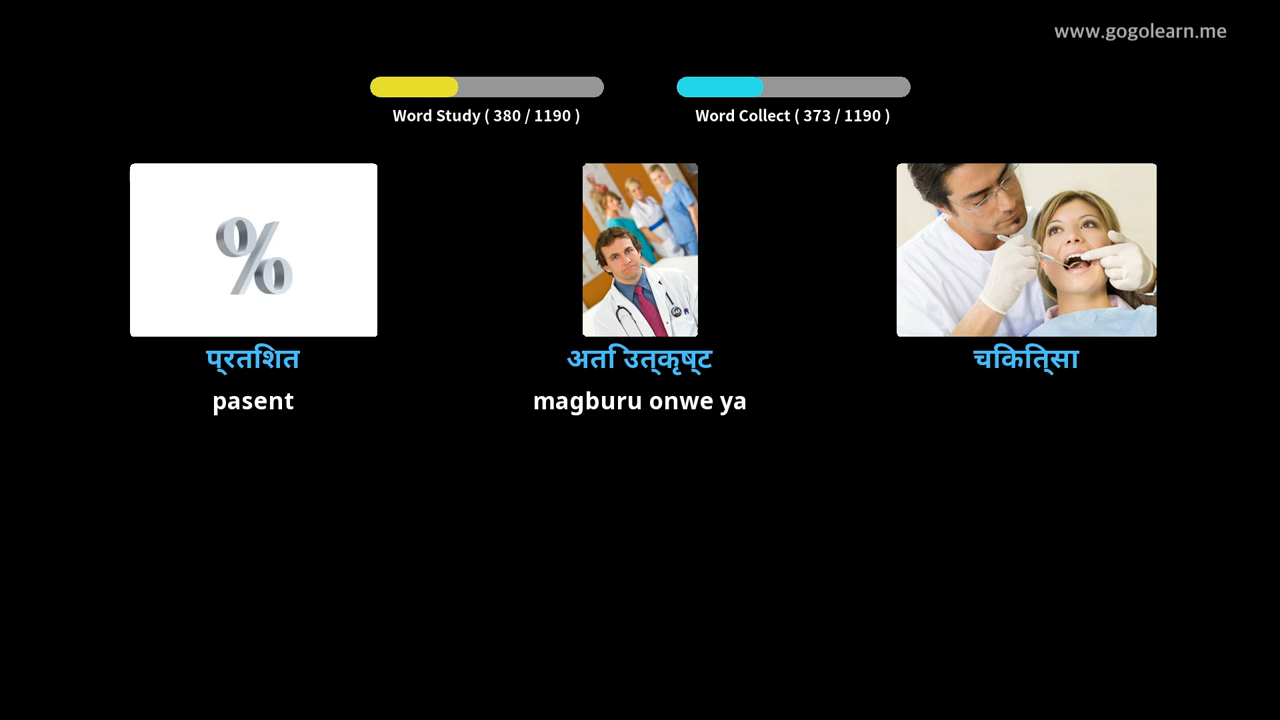 www.gogolearn.me
Word Study ( 380 / 1190 )
Word Collect ( 373 / 1190 )
%
प्रतिशत
अति उत्कृष्ट
चिकित्सा
pasent
magburu onwe ya